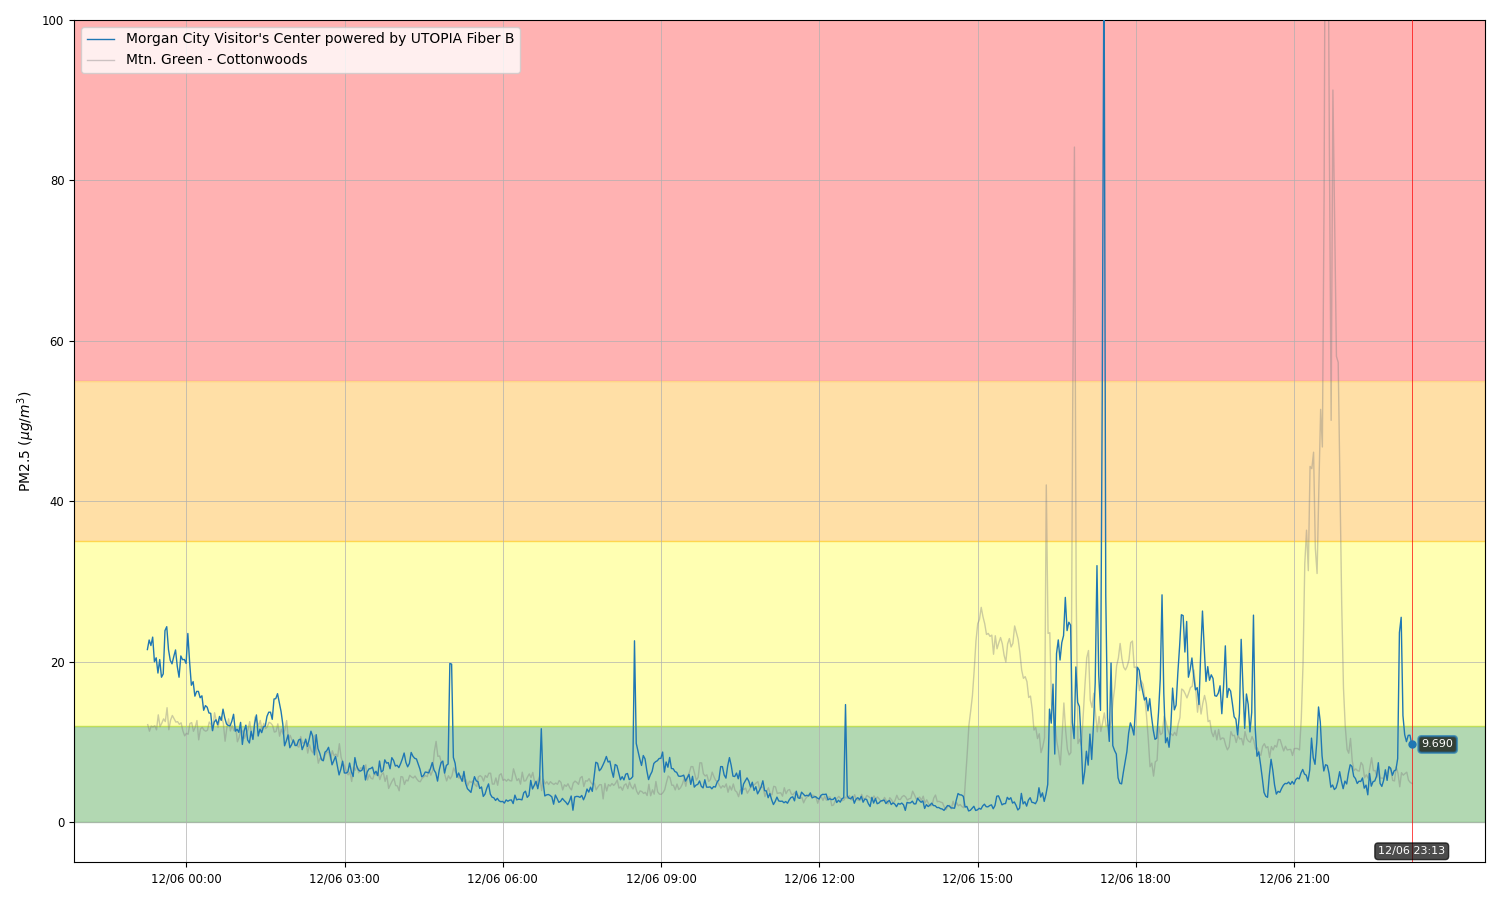 100
80
60
40
20
0
PM2.5 (μg/m³)
Morgan City Visitor's Center powered by UTOPIA Fiber B
Mtn. Green - Cottonwoods
9.690
12/06 23:13
12/06 00:00 12/06 03:00 12/06 06:00 12/06 09:00 12/06 12:00 12/06 15:00 12/06 18:00 12/06 21:00